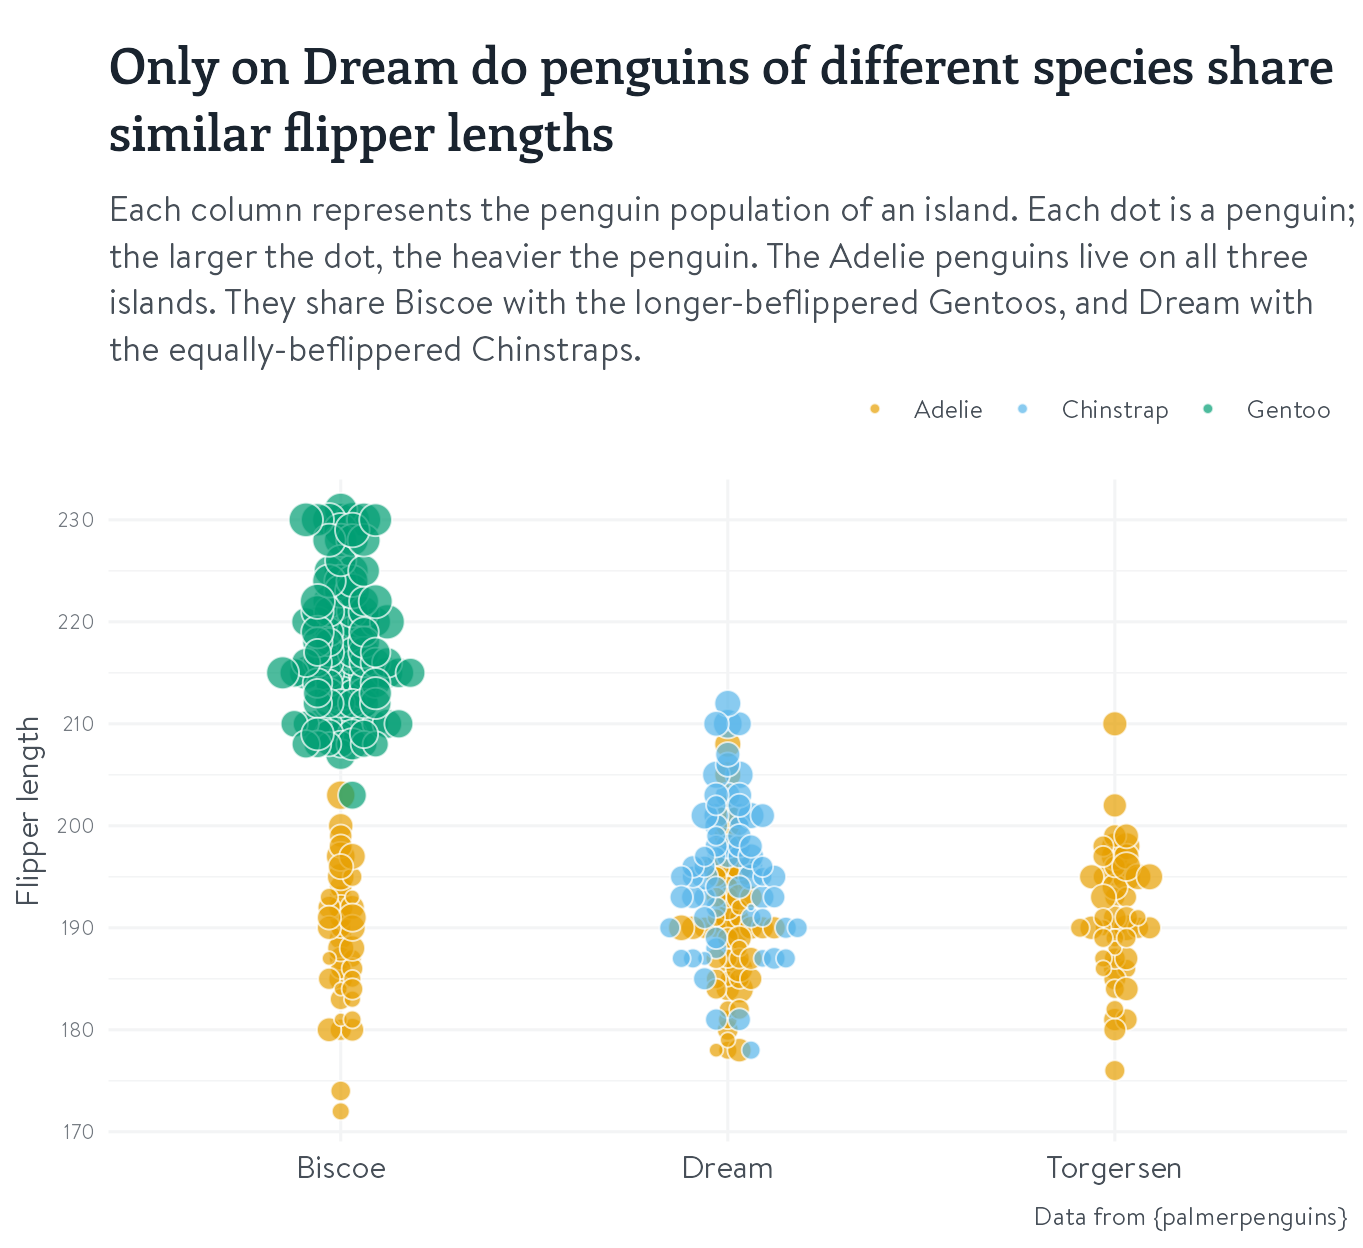 Only on Dream do penguins of different species share
similar flipper lengths
Each column represents the penguin population of an island. Each dot is a penguin;
the larger the dot, the heavier the penguin. The Adelie penguins live on all three
islands. They share Biscoe with the longer-beflippered Gentoos, and Dream with
the equally-beflippered Chinstraps.
Adelie Chinstrap Gentoo
Flipper length
230
220
210
200
190
180
170
Biscoe Dream Torgersen
Data from {palmerpenguins}